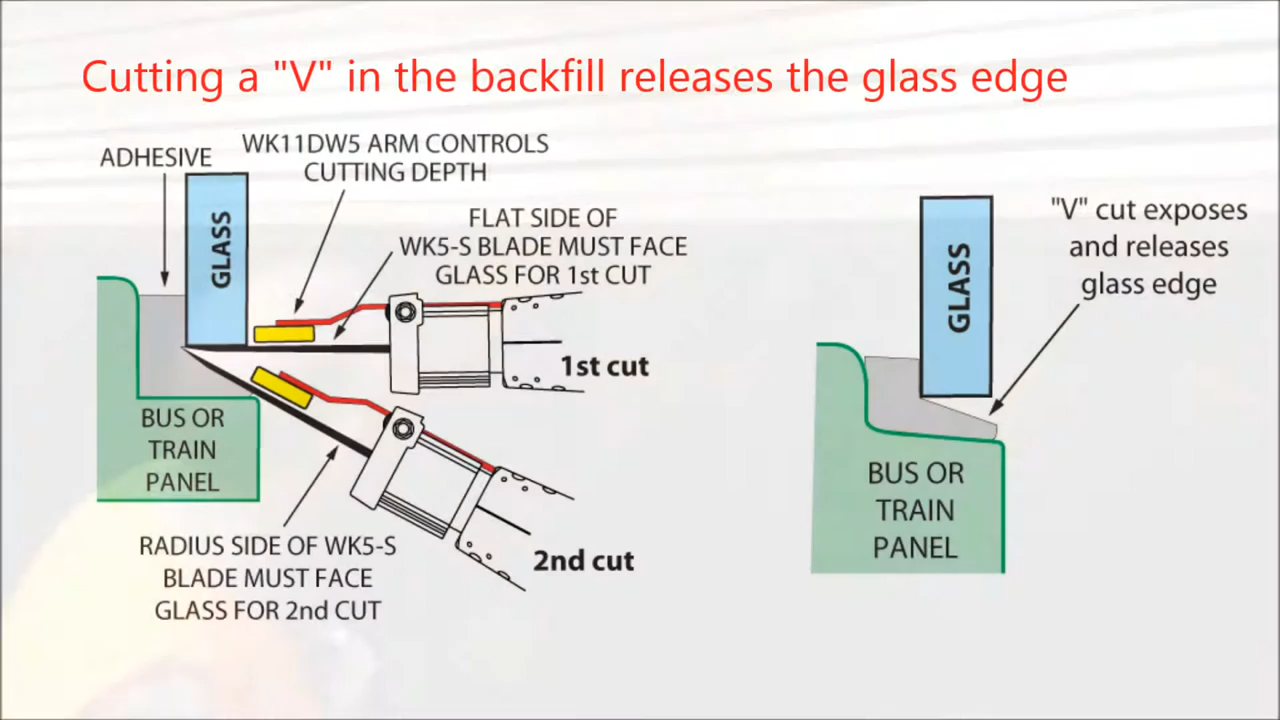 Cutting a "V" in the backfill releases the glass edge
ADHESIVE
WK11DW5 ARM CONTROLS
CUTTING DEPTH
GLASS
FLAT SIDE OF
WK5-S BLADE MUST FACE
GLASS FOR 1st CUT
1st cut
BUS OR
TRAIN
PANEL
RADIUS SIDE OF WK5-S
BLADE MUST FACE
GLASS FOR 2nd CUT
2nd cut
GLASS
"V" cut exposes
and releases
glass edge
BUS OR
TRAIN
PANEL